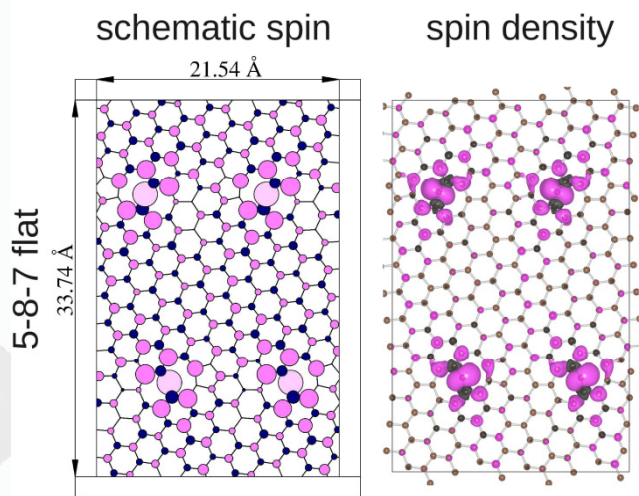 schematic spin
spin density
21.54 Å
5-8-7 flat
33.74 Å